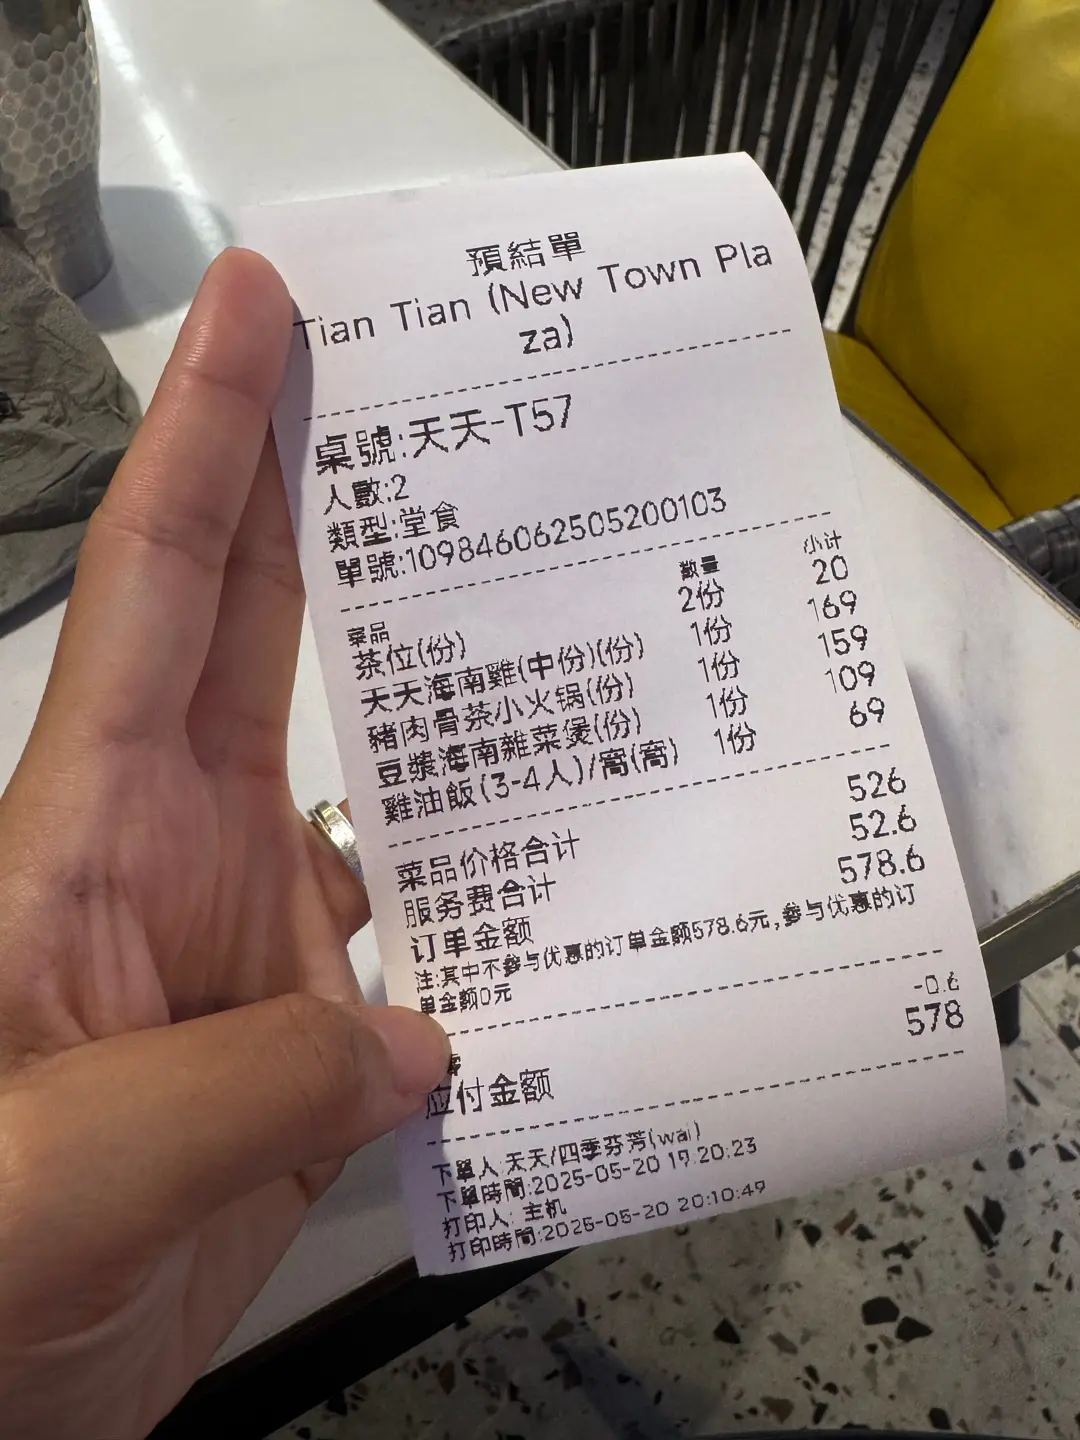 預結單
Tian Tian (New Town Pla
za)
桌號:天天-T57
人數:2
類型:堂食
單號:109846062505200103
菜品 數量 小计
茶位(份) 2份 20
天天海南雞(中份)(份) 1份 169
豬肉骨茶小火锅(份) 1份 159
豆漿海南雜菜煲(份) 1份 109
雞油飯(3-4人)/窩(窩) 1份 69
菜品价格合计 526
服务费合计 52.6
订单金额 578.6
注:其中不参与优惠的订单金额578.6元,参与优惠的订
单金额0元
-0.6
应付金额 578
下單人:天天/四季芬芳(wai)
下單時間:2025-05-20 19:20:23
打印人: 主机
打印時間:2025-05-20 20:10:49